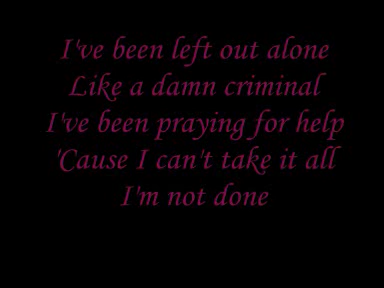 I've been left out alone
Like a damn criminal
I've been praying for help
'Cause I can't take it all
I'm not done